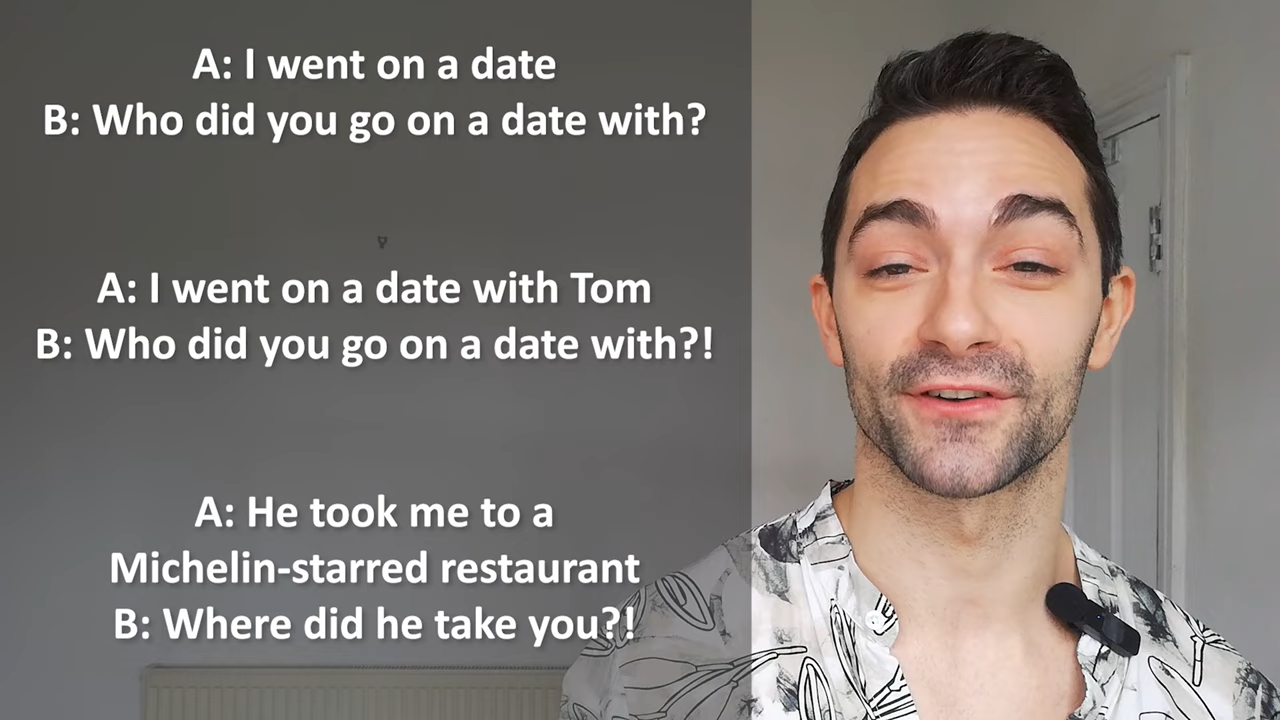 A: I went on a date
B: Who did you go on a date with?
A: I went on a date with Tom
B: Who did you go on a date with?!
A: He took me to a
Michelin-starred restaurant
B: Where did he take you?!